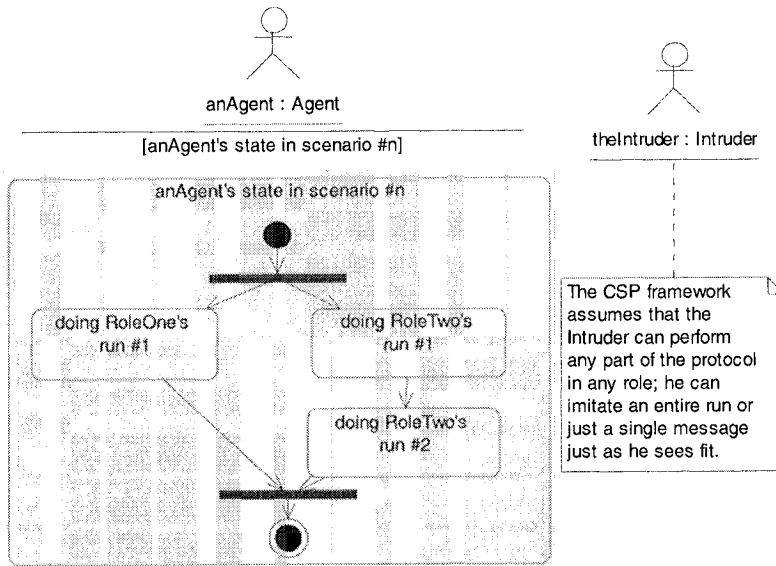 anAgent : Agent
[anAgent's state in scenario #n]
theIntruder : Intruder
anAgent's state in scenario #n
doing RoleOne's
run #1
doing RoleTwo's
run #1
doing RoleTwo's
run #2
The CSP framework
assumes that the
Intruder can perform
any part of the protocol
in any role; he can
imitate an entire run or
just a single message
just as he sees fit.